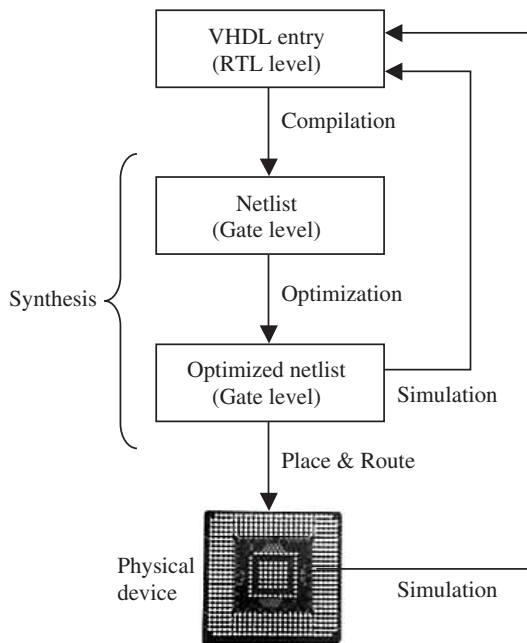 VHDL entry
(RTL level)
Compilation
Netlist
(Gate level)
Synthesis
Optimization
Optimized netlist
(Gate level)
Simulation
Place & Route
Physical
device
Simulation